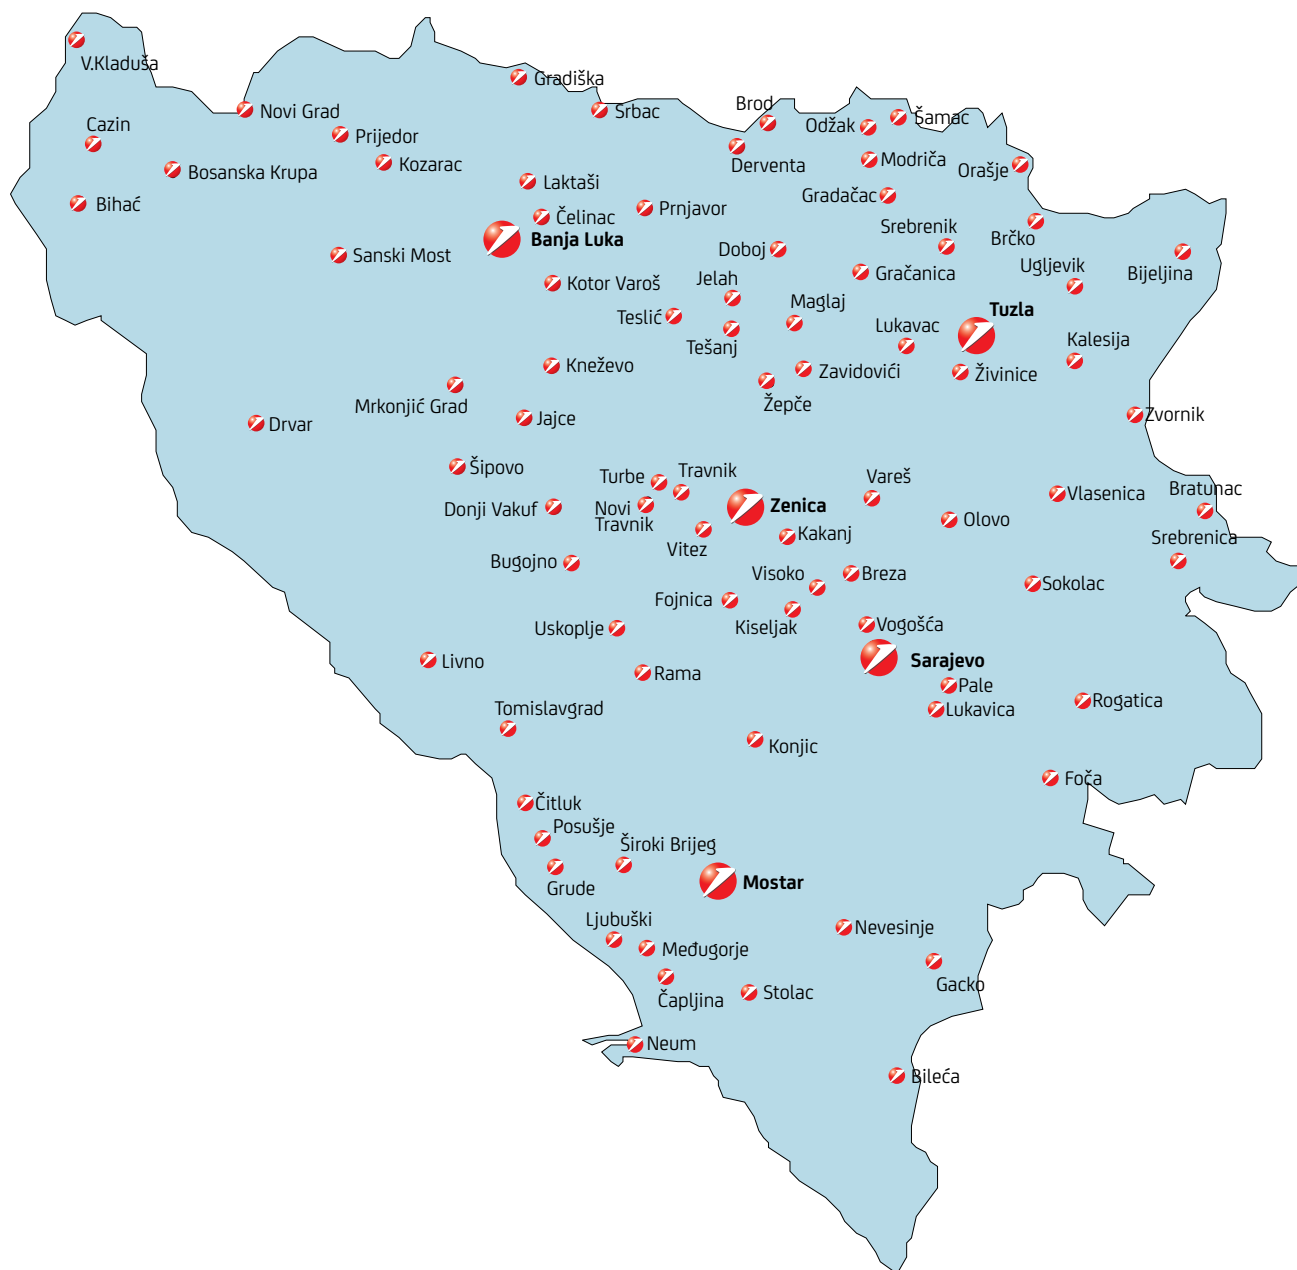 V.Kladuša
Gradiška
Novi Grad
Srbac
Brod
Šamac
Odžak
Cazin
Prijedor
Derventa
Modriča
Kozarac
Orašje
Bosanska Krupa
Laktaši
Gradačac
Bihać
Prnjavor
Čelinac
Srebrenik
Brčko
Banja Luka
Doboj
Bijeljina
Sanski Most
Ugljevik
Gračanica
Jelah
Kotor Varoš
Maglaj
Tuzla
Teslić
Lukavac
Tešanj
Kalesija
Kneževo
Zavidovići
Živinice
Mrkonjić Grad
Žepče
Zvornik
Jajce
Drvar
Šipovo
Turbe
Travnik
Vareš
Bratunac
Vlasenica
Donji Vakuf
Novi
Travnik
Zenica
Olovo
Kakanj
Srebrenica
Vitez
Bugojno
Visoko
Breza
Sokolac
Fojnica
Kiseljak
Vogošća
Uskoplje
Livno
Sarajevo
Rama
Pale
Rogatica
Lukavica
Tomislavgrad
Konjic
Foča
Čitluk
Posušje
Široki Brijeg
Grude
Mostar
Ljubuški
Nevesinje
Međugorje
Gacko
Čapljina
Stolac
Neum
Bileća